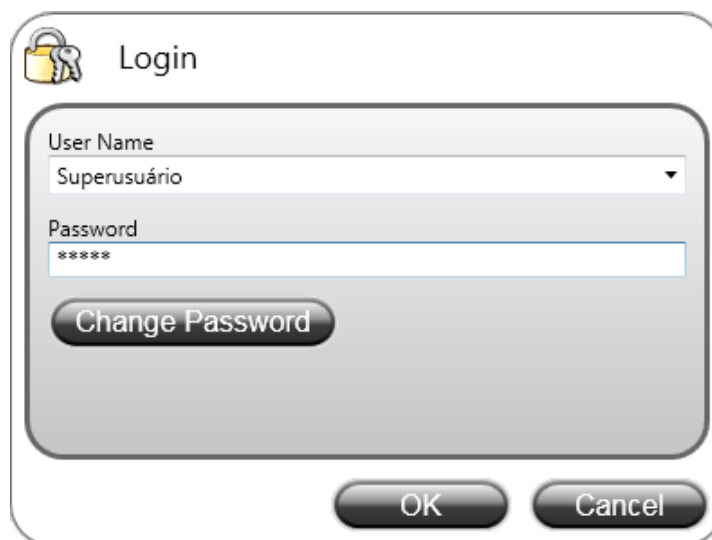 Login
User Name
Superusuário
Password
*****
Change Password
OK
Cancel